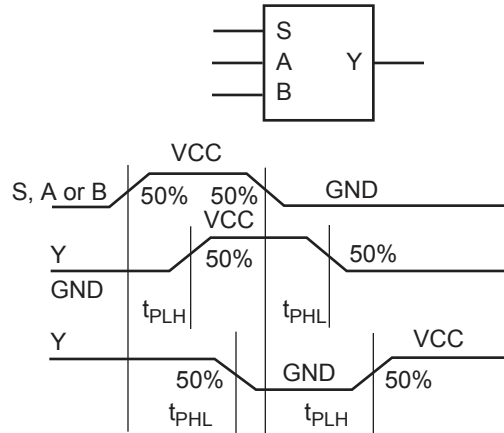 S
A Y
B
VCC
S, A or B 50% 50% GND
VCC
Y 50% 50%
GND
tPLH tPHL
VCC
Y
50% GND 50%
tPHL tPLH